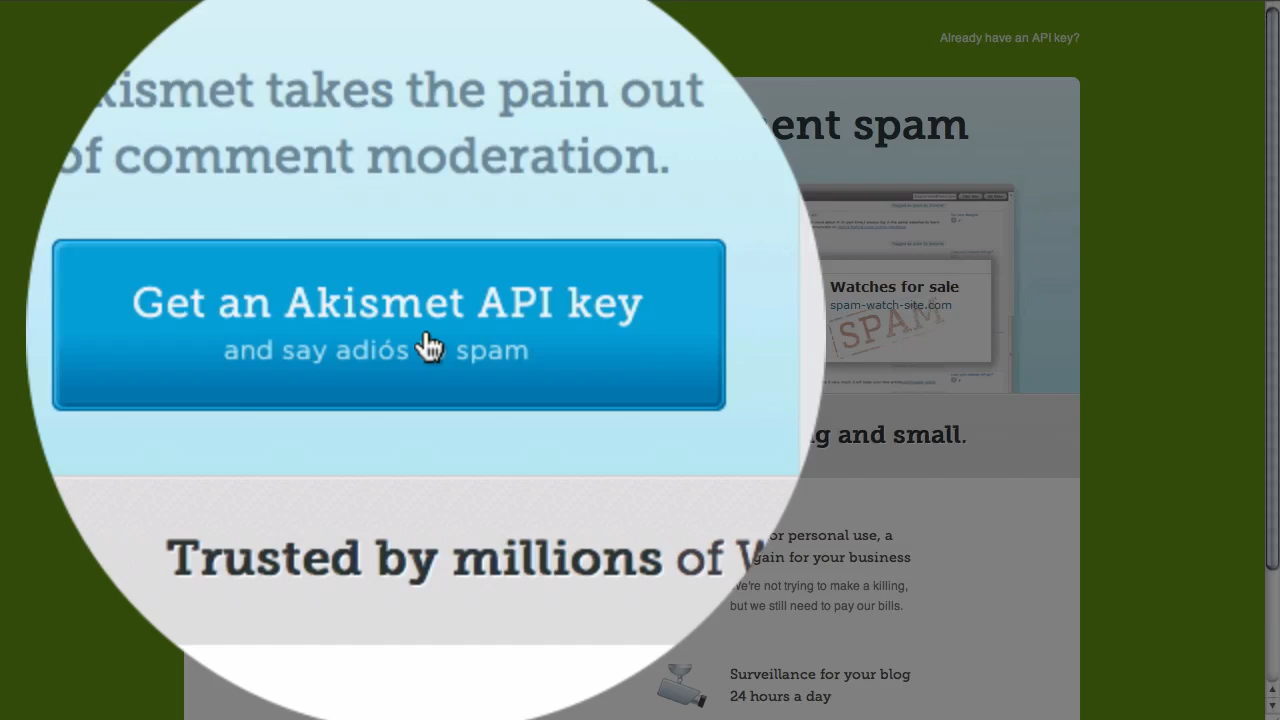 Already have an API key?
kismet takes the pain out
of comment moderation.
ent spam
Get an Akismet API key
and say adiós spam
Watches for sale
spam-watch-site.com
SPAM
g and small.
Trusted by millions of W
or personal use, a
gain for your business
We're not trying to make a killing,
but we still need to pay our bills.
Surveillance for your blog
24 hours a day